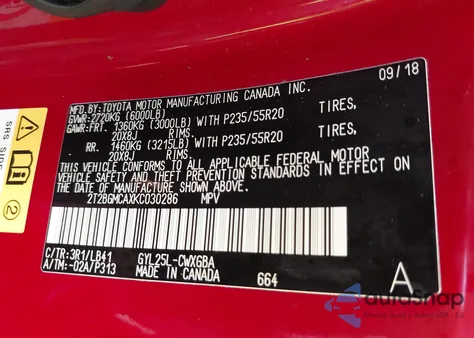 09/18
MFD.BY:TOYOTA MOTOR MANUFACTURING CANADA INC.
GVWR:2720KG (6000LB)
GAWR:FRT. 1360KG (3000LB) WITH P235/55R20 TIRES,
20X8J RIMS.
RR. 1460KG (3215LB) WITH P235/55R20 TIRES,
20X8J RIMS.
THIS VEHICLE CONFORMS TO ALL APPLICABLE FEDERAL MOTOR
VEHICLE SAFETY AND THEFT PREVENTION STANDARDS IN EFFECT ON
THE DATE OF MANUFACTURE SHOWN ABOVE.
2T2BGMCAXKC030286 MPV
C/TR:3R1/LB41 GYL25L-CWXGBA
A/TM:-02A/P313 MADE IN CANADA 664 A
SRS SIDE
2
autoSnap